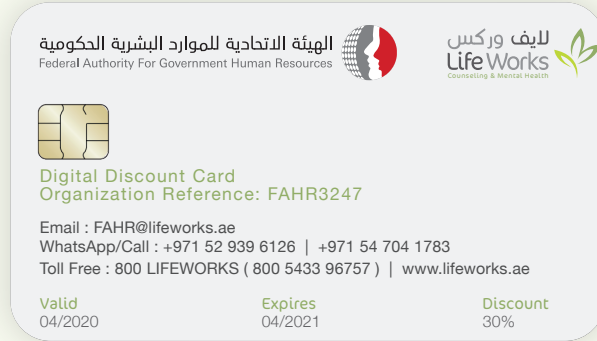 الهيئة الاتحادية للموارد البشرية الحكومية
Federal Authority For Government Human Resources
لايف وركس
Life Works
Counseling & Mental Health
Digital Discount Card
Organization Reference: FAHR3247
Email : FAHR@lifeworks.ae
WhatsApp/Call : +971 52 939 6126 | +971 54 704 1783
Toll Free : 800 LIFEWORKS ( 800 5433 96757 ) | www.lifeworks.ae
Valid Expires Discount
04/2020 04/2021 30%